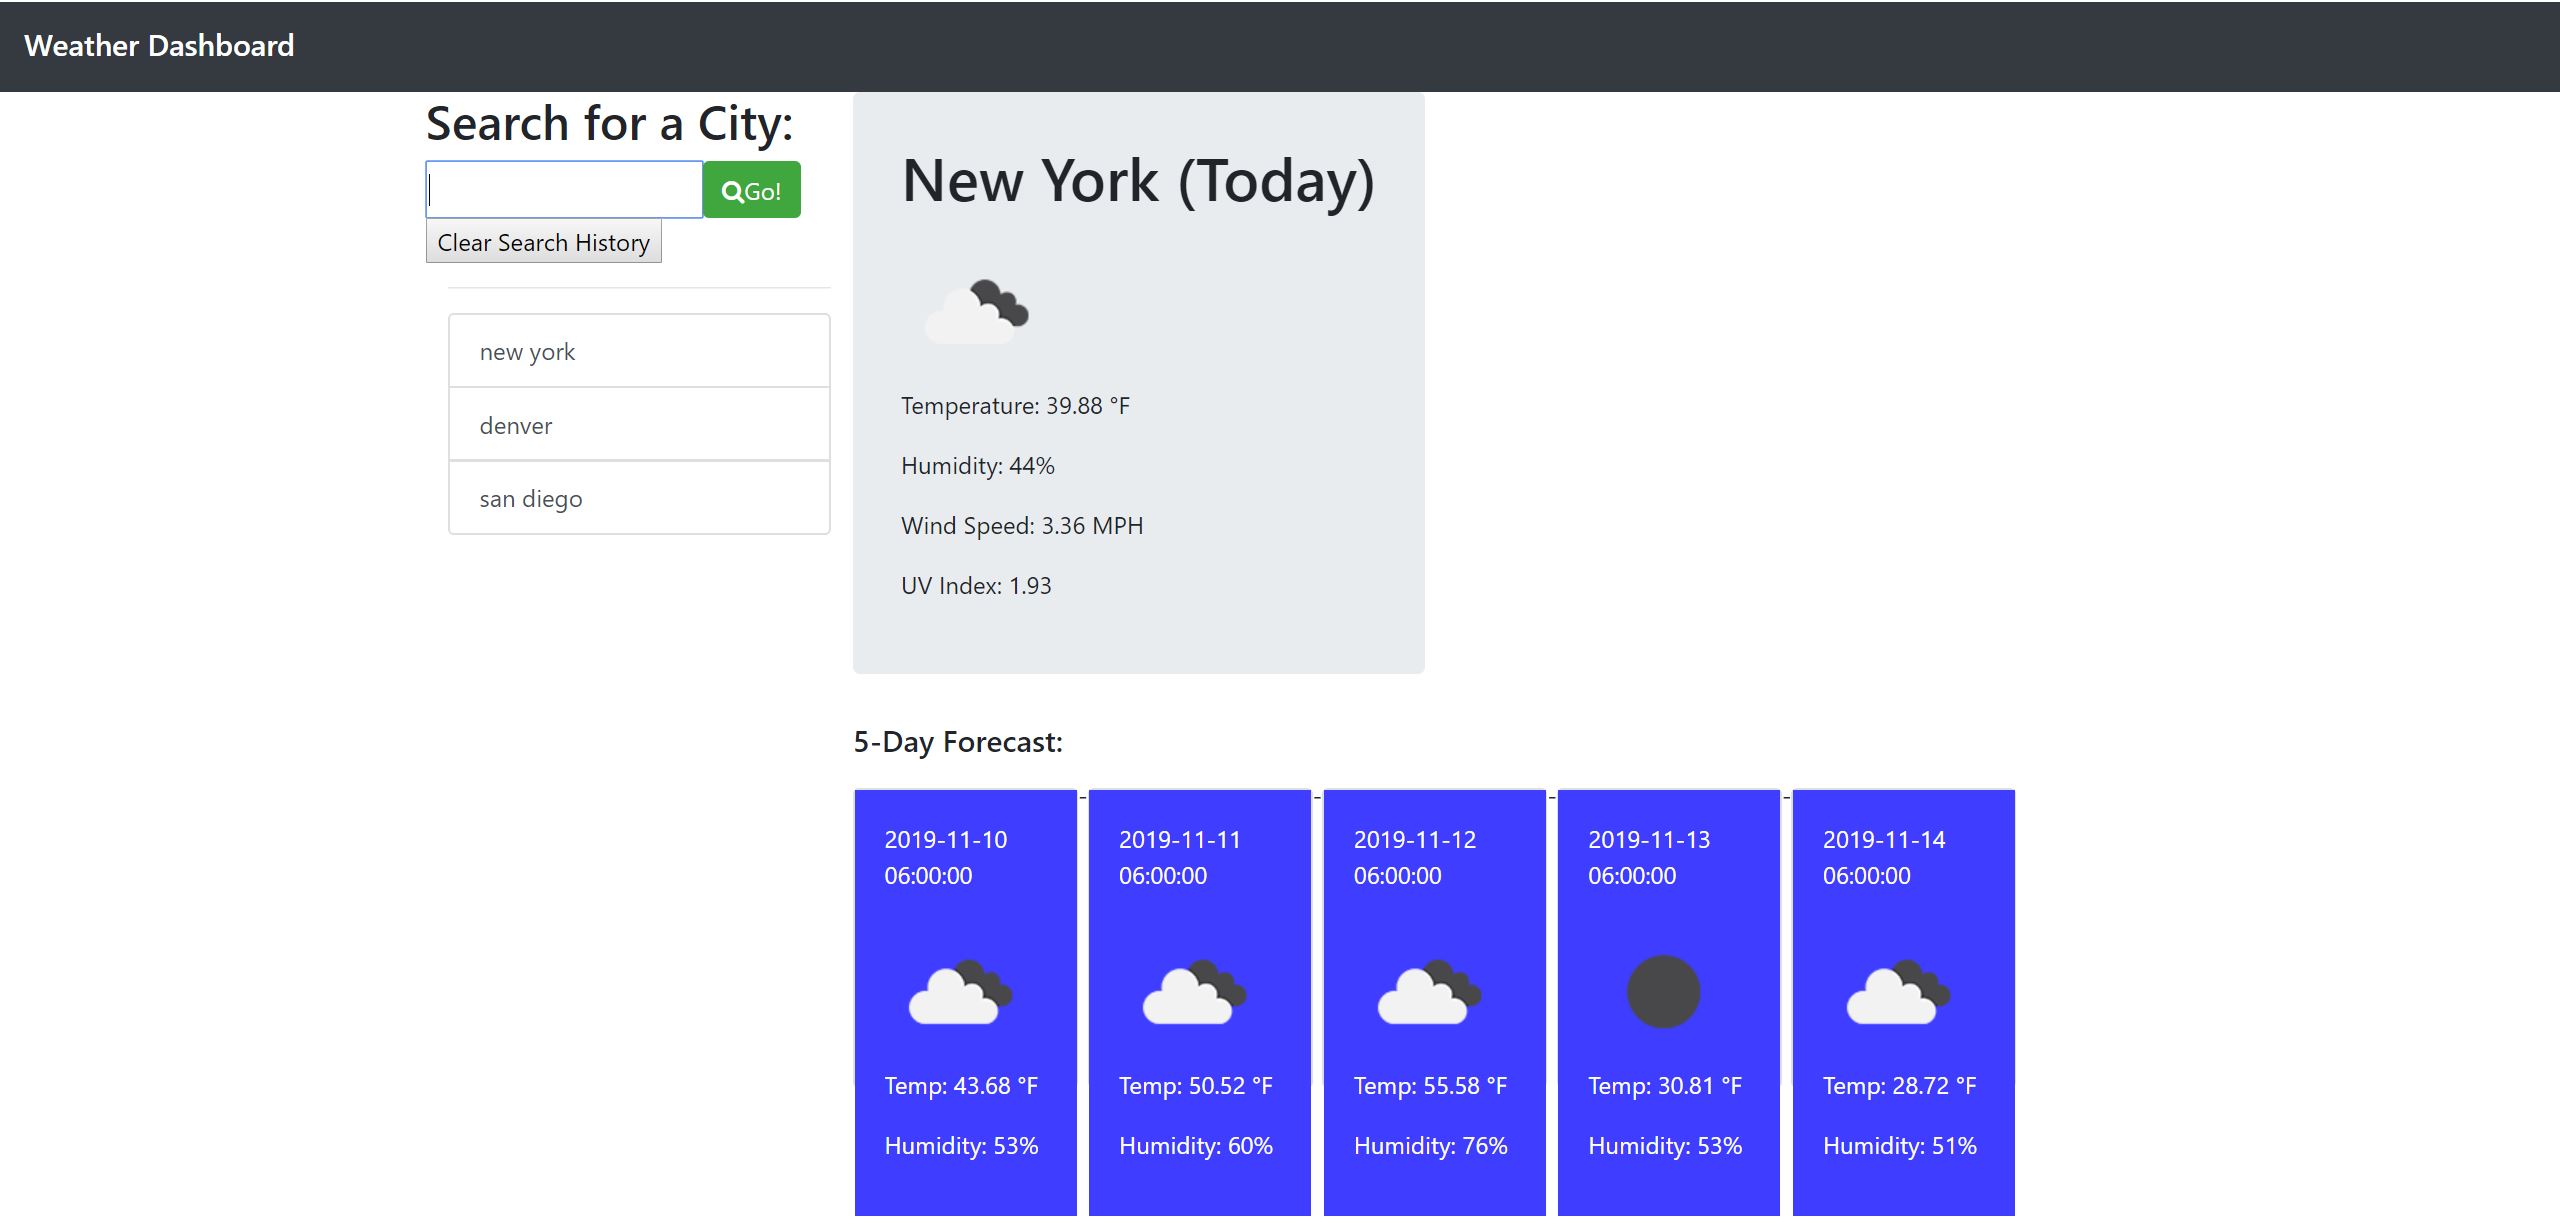 Weather Dashboard
Search for a City:
Go!
Clear Search History
new york
denver
san diego
New York (Today)
Temperature: 39.88 °F
Humidity: 44%
Wind Speed: 3.36 MPH
UV Index: 1.93
5-Day Forecast:
2019-11-10
06:00:00
Temp: 43.68 °F
Humidity: 53%
-
2019-11-11
06:00:00
Temp: 50.52 °F
Humidity: 60%
-
2019-11-12
06:00:00
Temp: 55.58 °F
Humidity: 76%
-
2019-11-13
06:00:00
Temp: 30.81 °F
Humidity: 53%
-
2019-11-14
06:00:00
Temp: 28.72 °F
Humidity: 51%